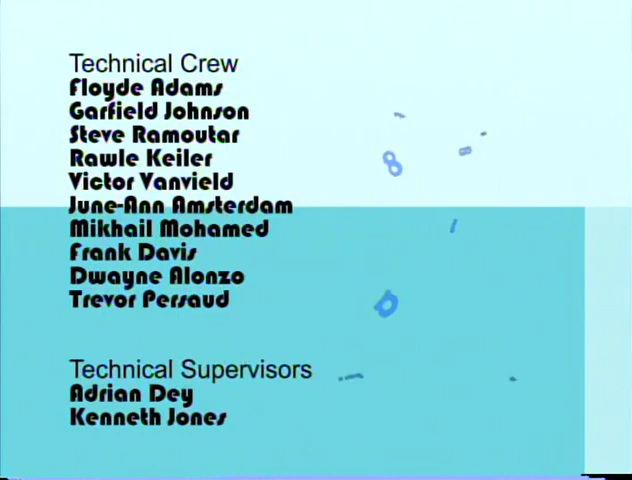 Technical Crew
Floyde Adams
Garfield Johnson
Steve Ramoutar
Rawle Keiler
Victor Vanvield
June-Ann Amsterdam
Mikhail Mohamed
Frank Davis
Dwayne Alonzo
Trevor Persaud
Technical Supervisors
Adrian Dey
Kenneth Jones